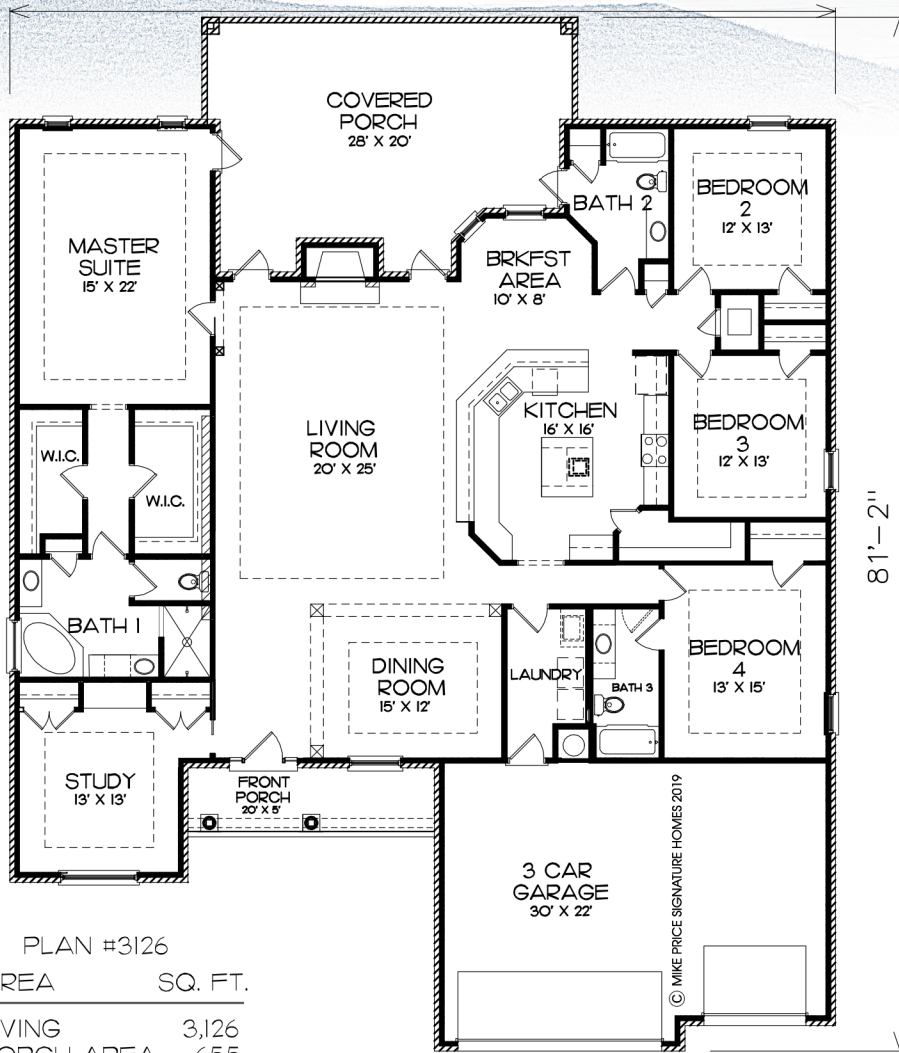 COVERED
PORCH
28' X 20'
MASTER
SUITE
15' X 22'
BRKFST
AREA
10' X 8'
BATH 2
BEDROOM
2
12' X 13'
LIVING
ROOM
20' X 25'
KITCHEN
16' X 16'
BEDROOM
3
12' X 13'
W.I.C.
W.I.C.
81'-2"
BATH 1
DINING
ROOM
15' X 12'
LAUNDRY
BATH 3
BEDROOM
4
13' X 15'
STUDY
13' X 13'
FRONT
PORCH
20' X 5'
3 CAR
GARAGE
30' X 22'
© MIKE PRICE SIGNATURE HOMES 2019
PLAN #3126
REA SQ. FT.
VING 3,126